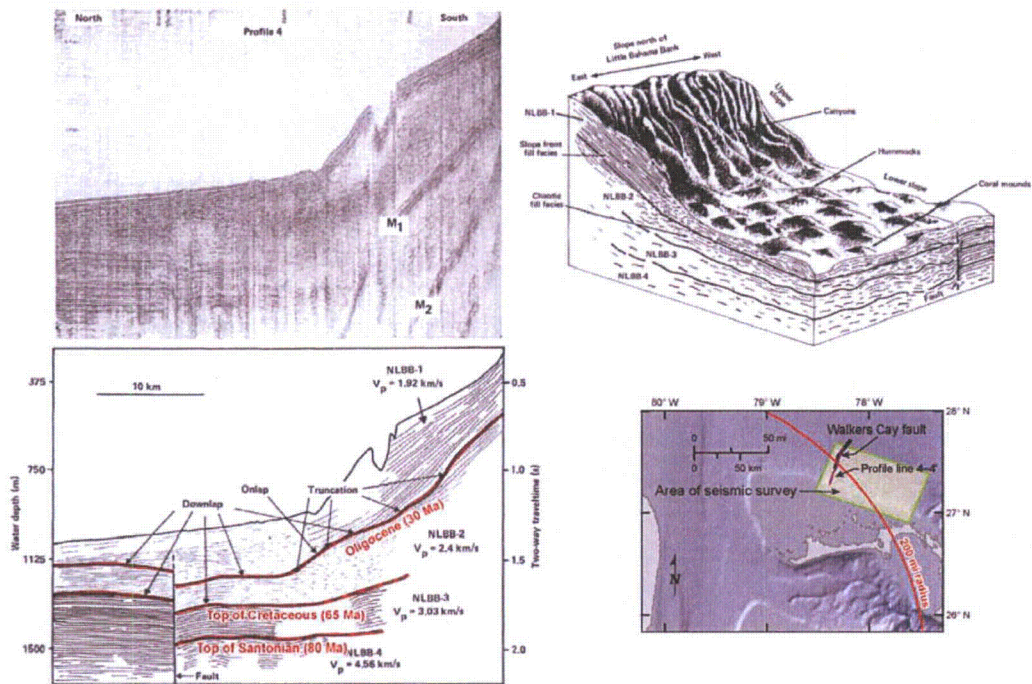 North
South
Profile 4
M1
M2
Slope north of
Little Bahama Bank
East
West
Upper
slope
NLBB-1
Canyons
Slope front
fill facies
Hummocks
Lower slope
Coral mounds
Chaotic
fill facies
NLBB-2
NLBB-3
NLBB-4
Fault
375
750
1125
1500
Water depth (m)
10 km
NLBB-1
Vp = 1.92 km/s
0.5
1.0
1.5
2.0
Two-way traveltime (s)
Downlap
Onlap
Truncation
Oligocene (30 Ma)
NLBB-2
Vp = 2.4 km/s
Top of Cretaceous (65 Ma)
NLBB-3
Vp = 3.03 km/s
Top of Santonian (80 Ma)
NLBB-4
Vp = 4.56 km/s
Fault
80° W
79° W
78° W
28° N
27° N
26° N
0
50 mi
0
50 km
Walkers Cay fault
Profile line 4-4'
Area of seismic survey
200 mi radius
N